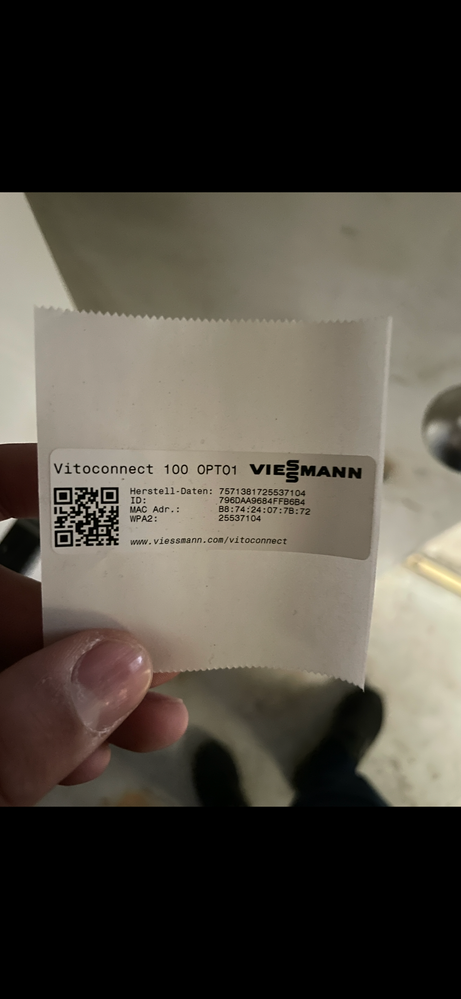 Vitoconnect 100 OPTO1 VIESSMANN
Herstell-Daten: 7571381725537104
ID: 796DAA9684FFB6B4
MAC Adr.: B8:74:24:07:7B:72
WPA2: 25537104
www.viessmann.com/vitoconnect